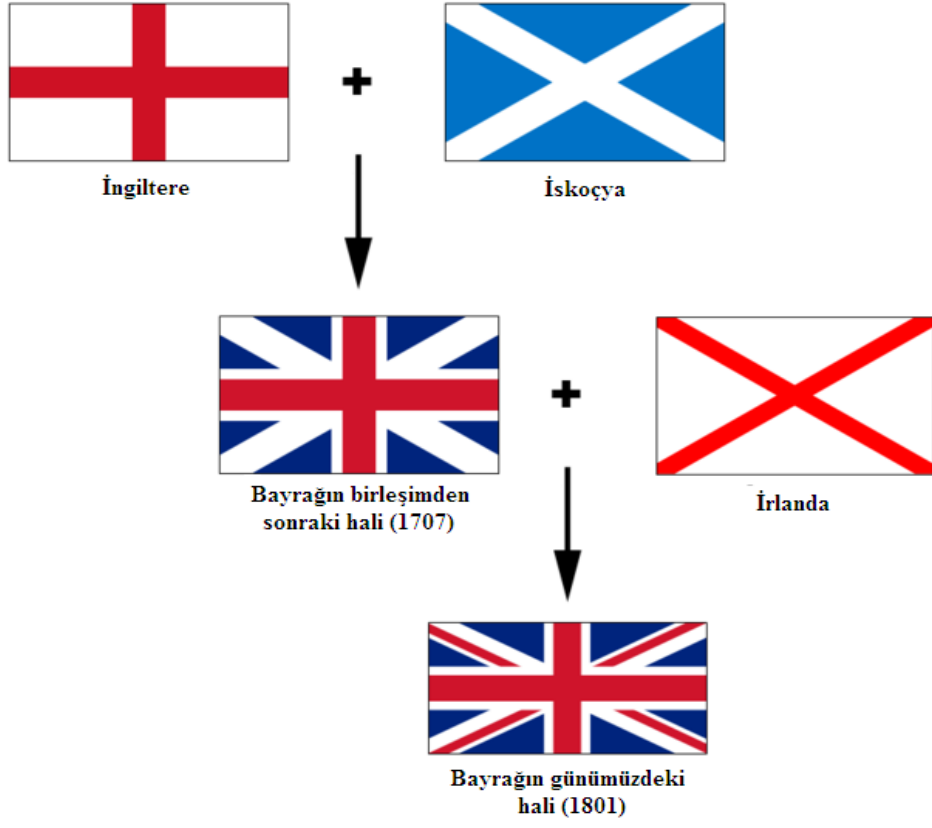 İngiltere
İskoçya
Bayrağın birleşimden
sonraki hali (1707)
İrlanda
Bayrağın günümüzdeki
hali (1801)